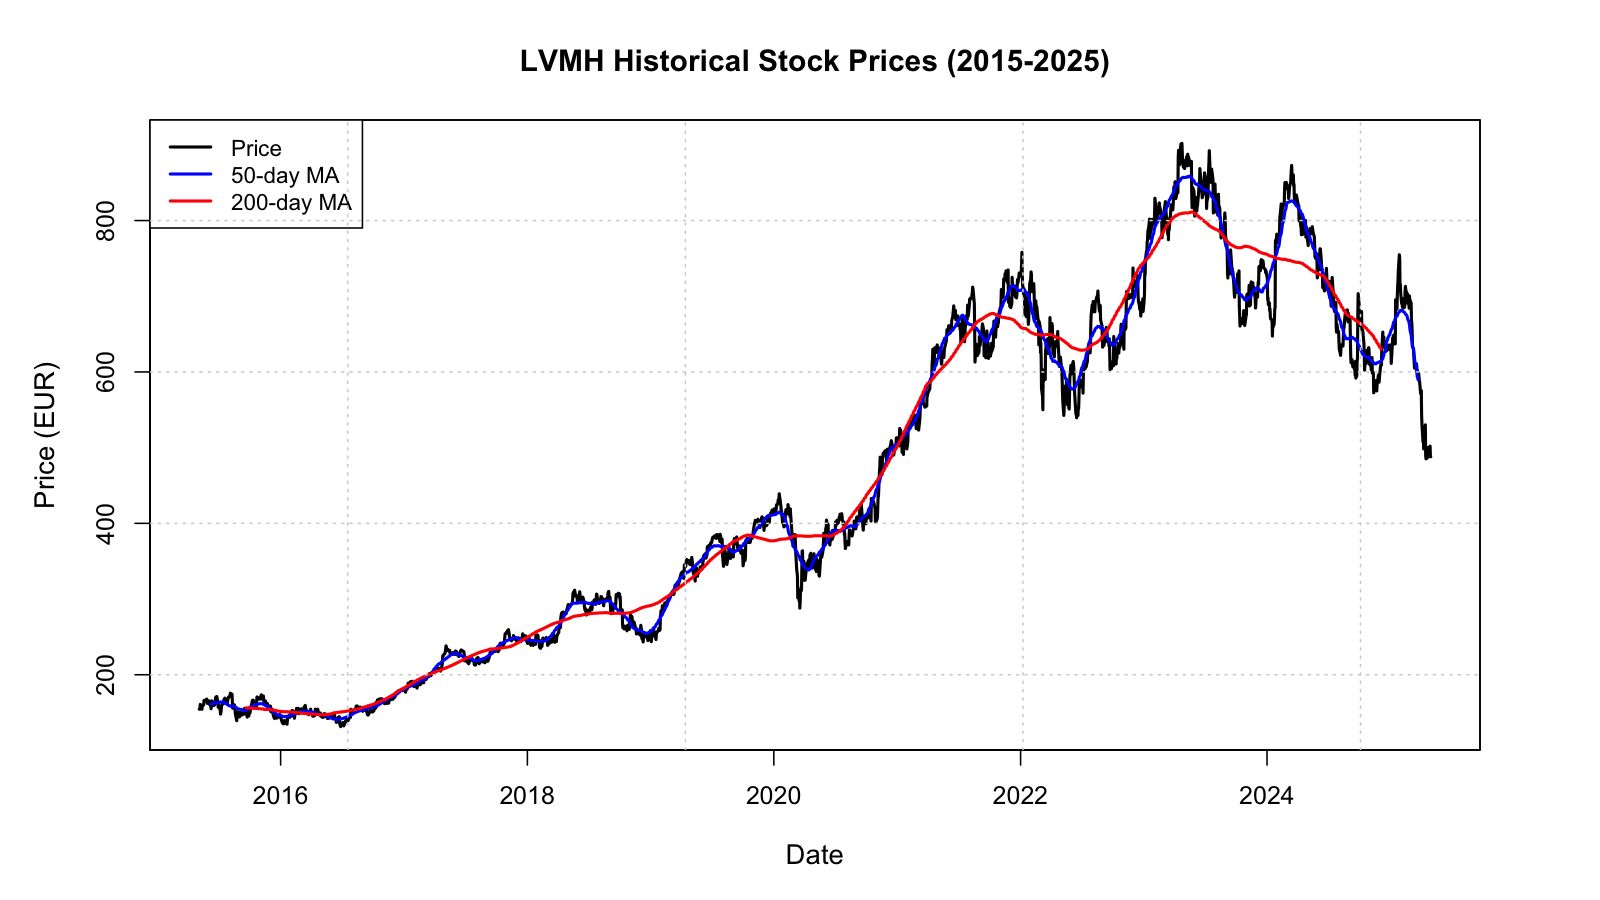 LVMH Historical Stock Prices (2015-2025)
Price
50-day MA
200-day MA
Price (EUR)
800
600
400
200
2016 2018 2020 2022 2024
Date